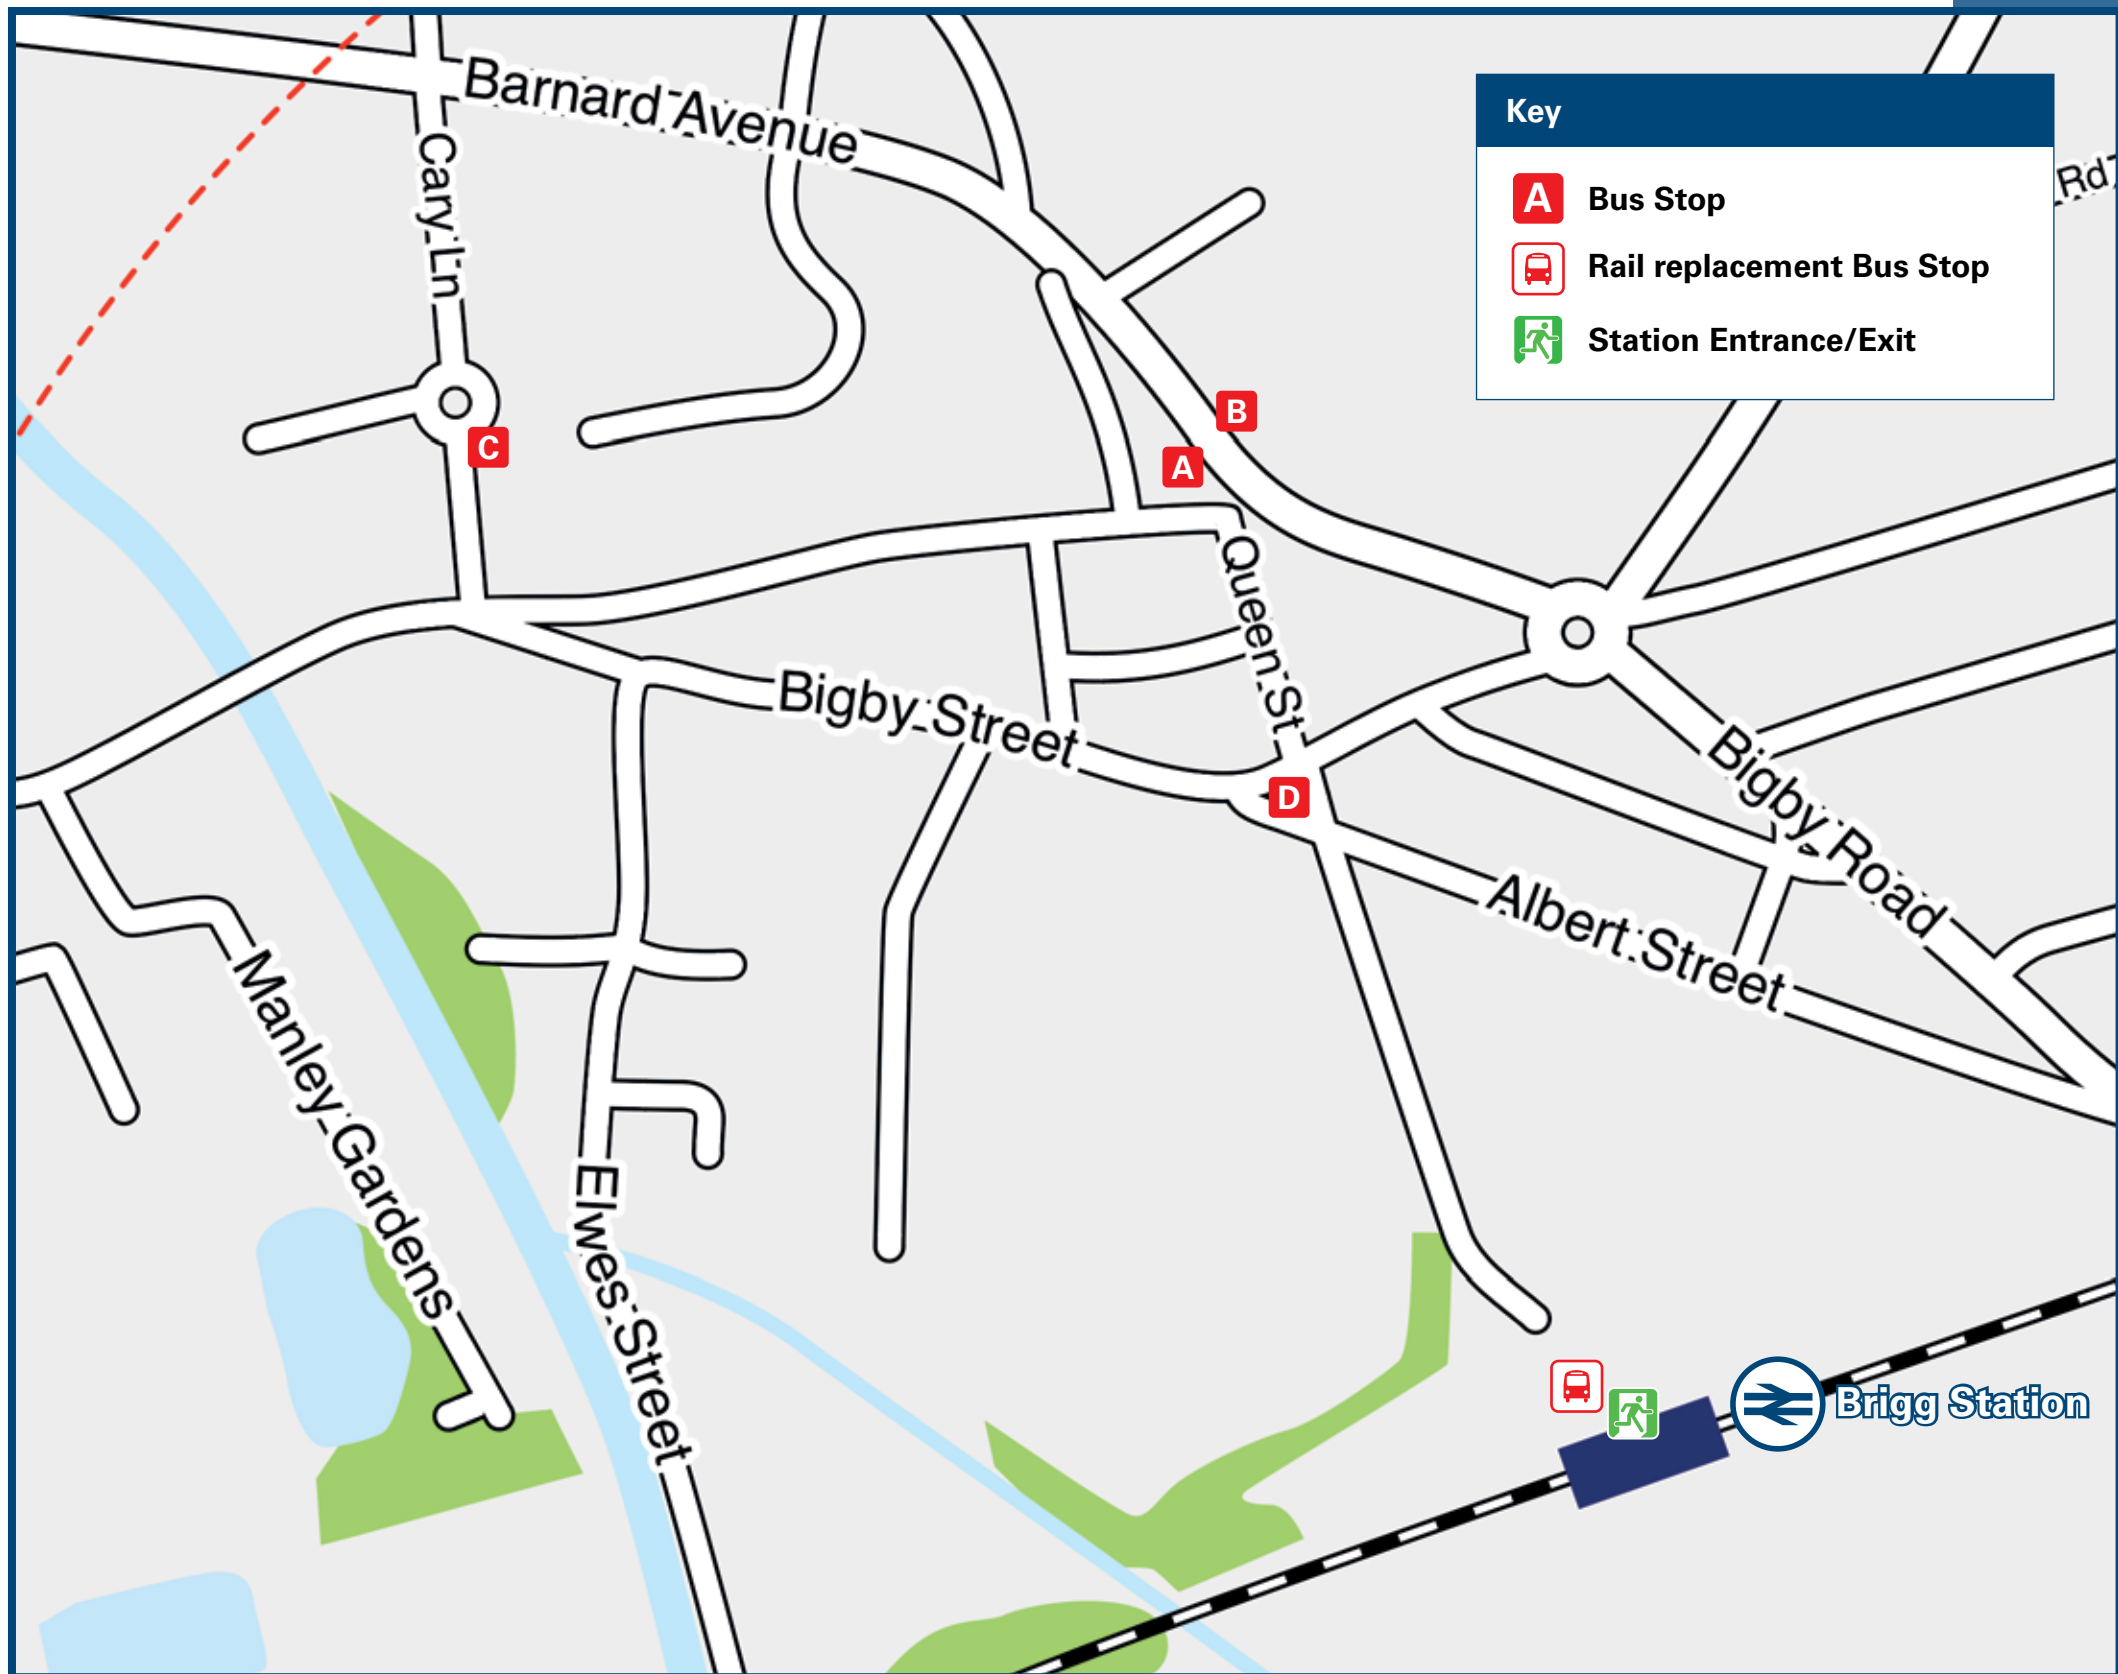 Barnard Avenue
Key
A Bus Stop
Rail replacement Bus Stop
Station Entrance/Exit
Rd
Cary Ln
B
A
C
Queen St
Bigby Street
D
Bigby Road
Albert Street
Manley Gardens
Elwes Street
Brigg Station